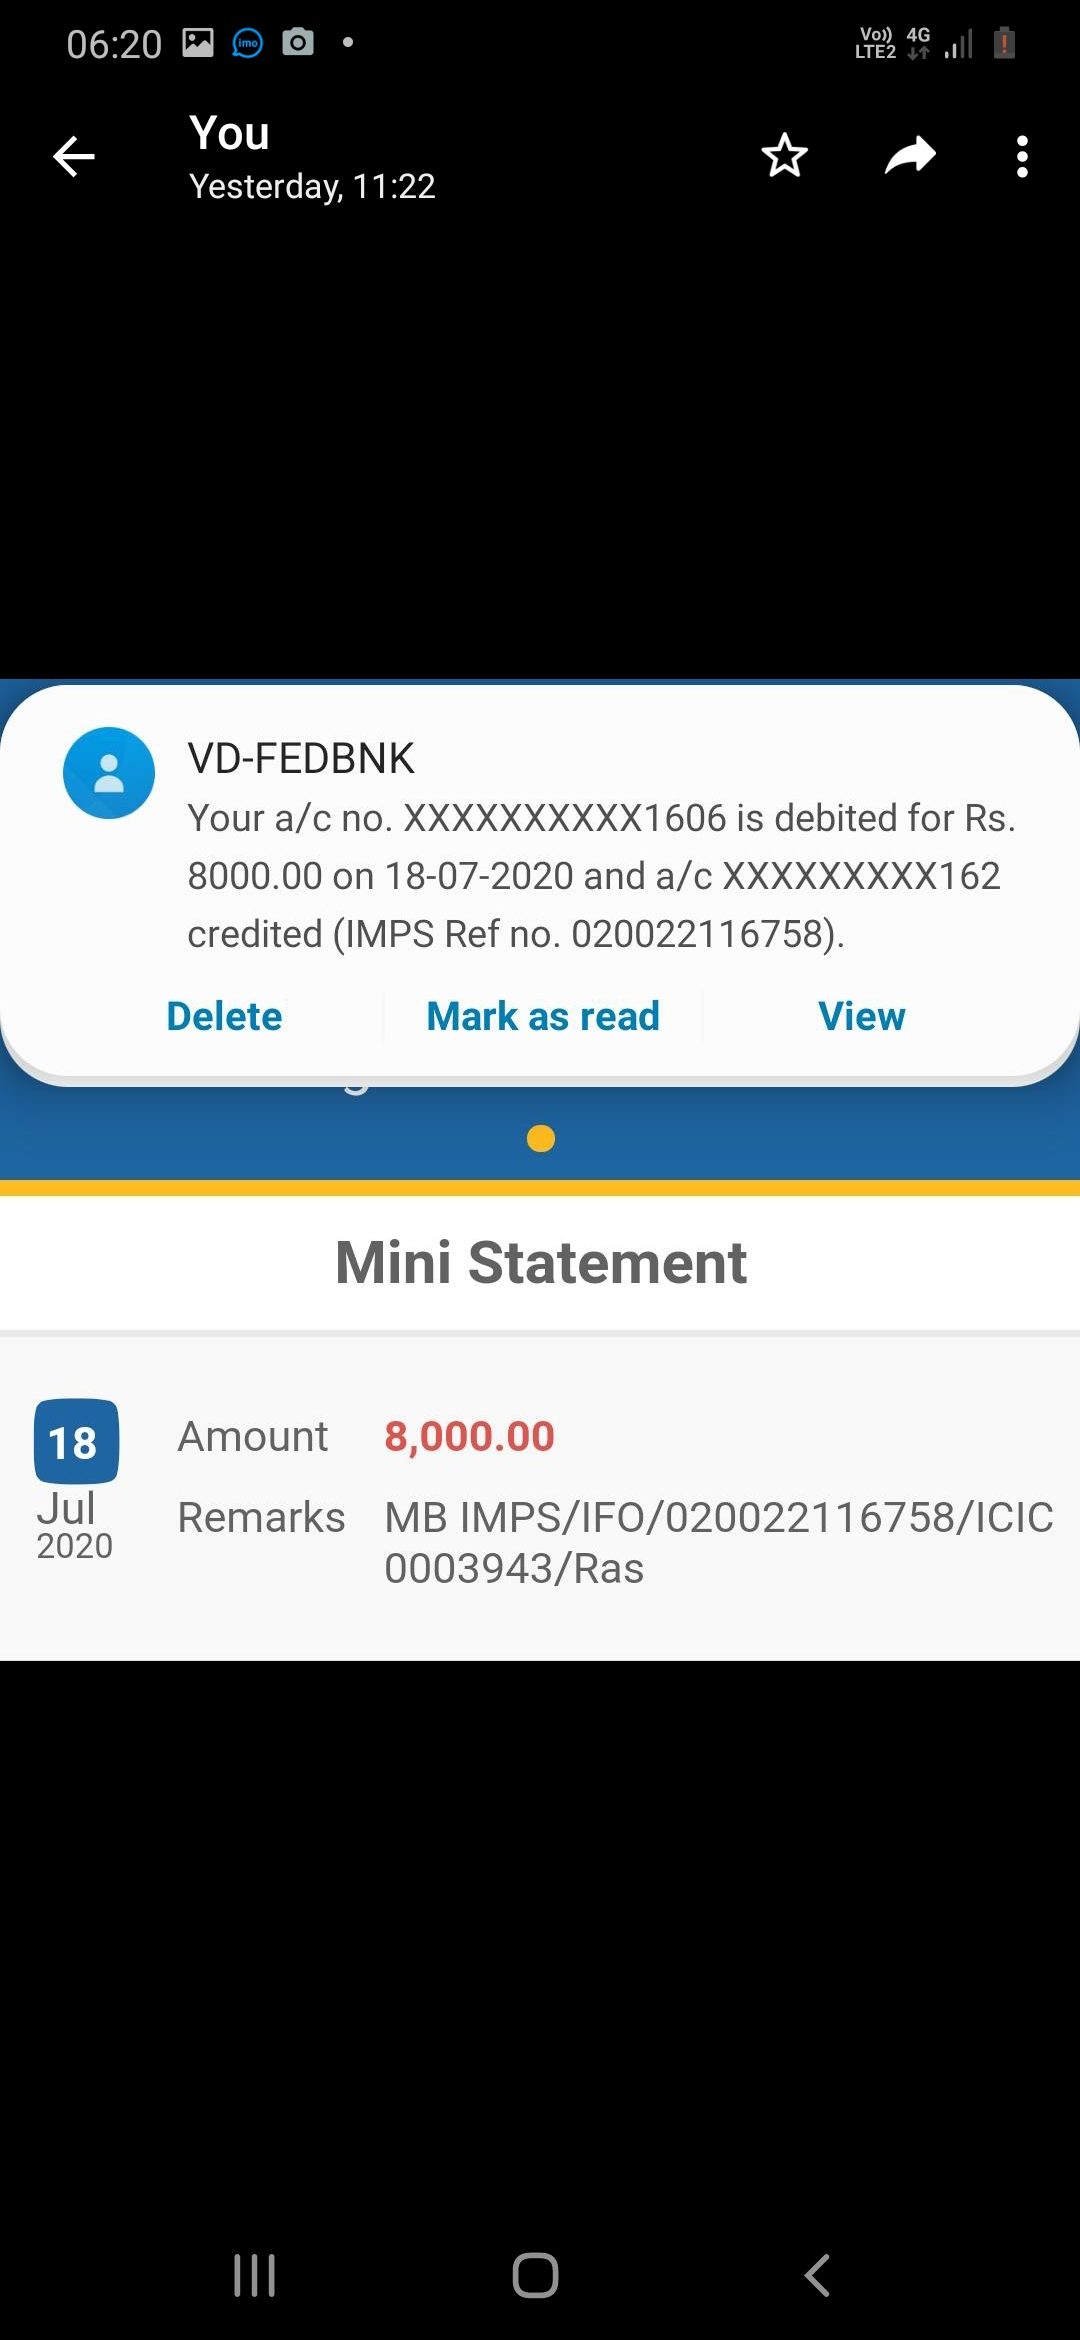 06:20
Vo)) 4G
LTE2
You
Yesterday, 11:22
VD-FEDBNK
Your a/c no. XXXXXXXXXX1606 is debited for Rs.
8000.00 on 18-07-2020 and a/c XXXXXXXXX162
credited (IMPS Ref no. 020022116758).
Delete Mark as read View
Mini Statement
18
Jul
2020
Amount 8,000.00
Remarks MB IMPS/IFO/020022116758/ICIC
0003943/Ras